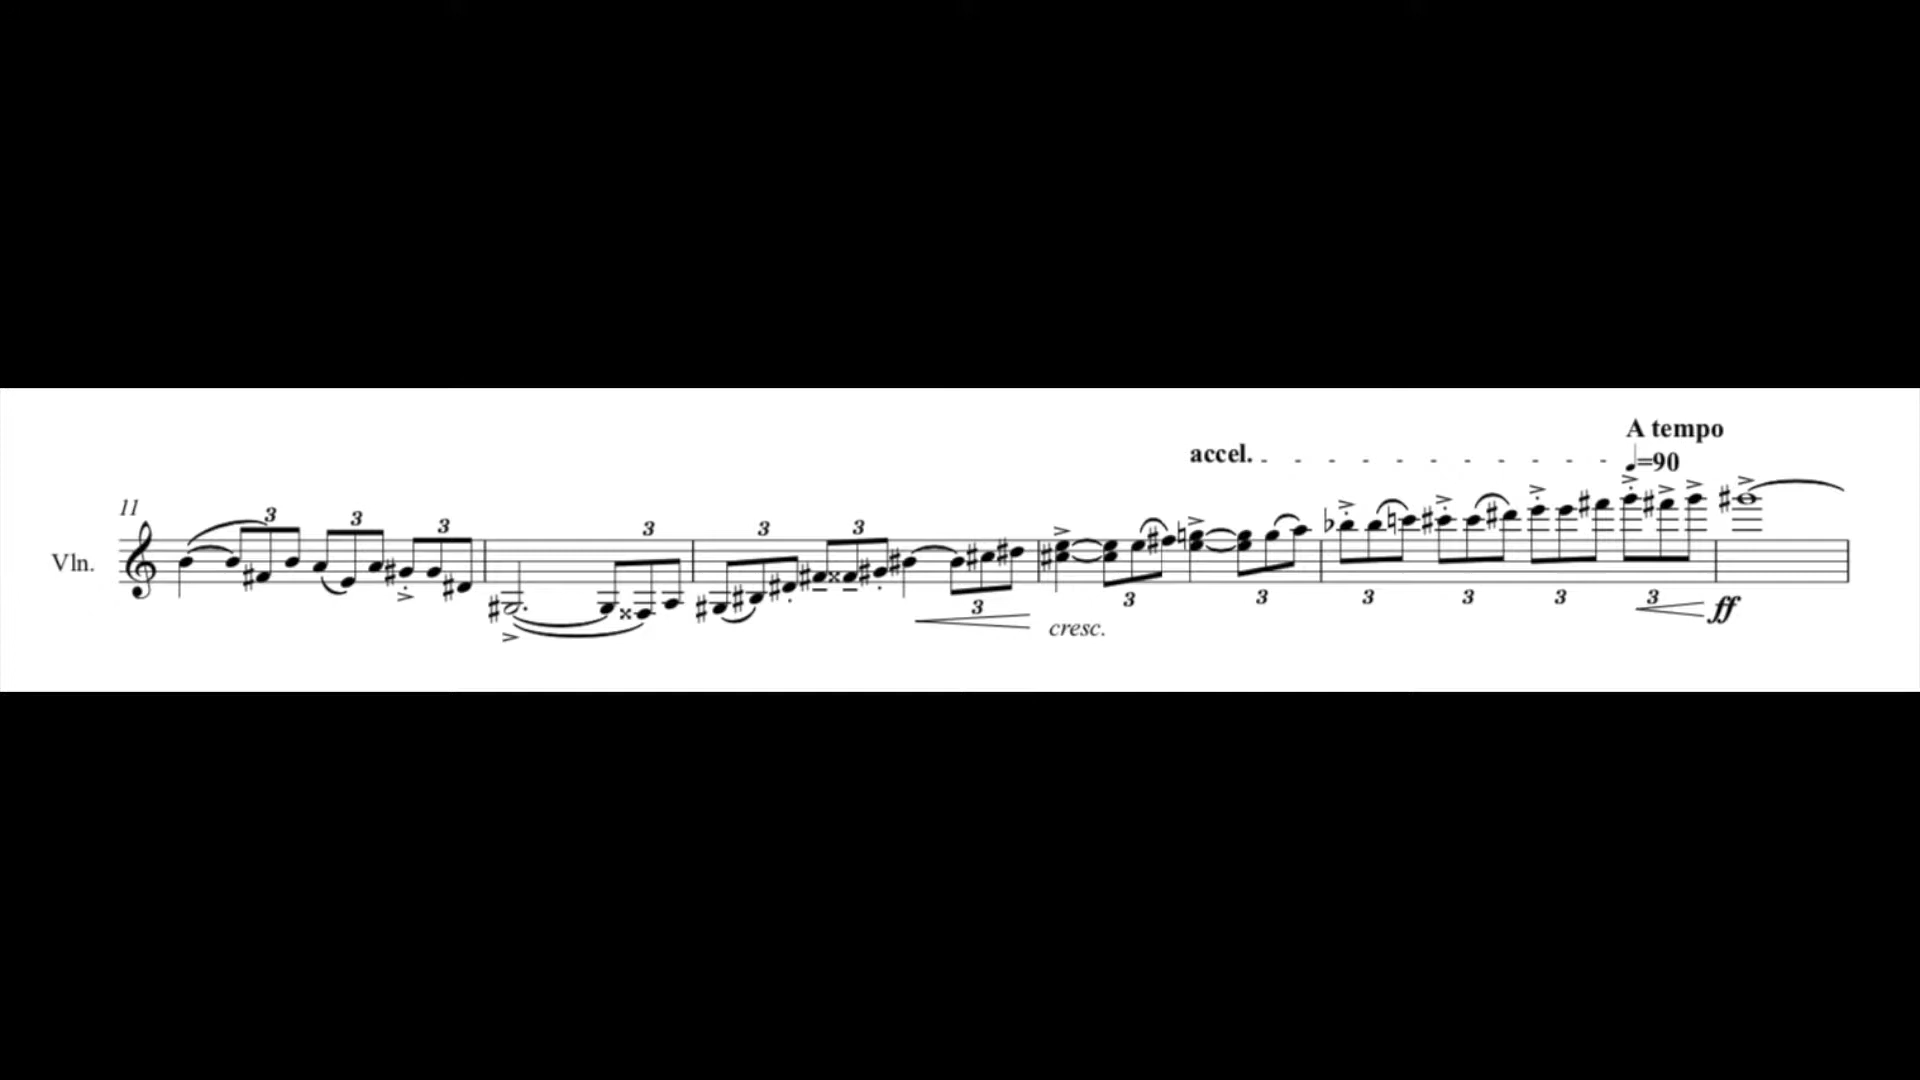 A tempo
accel. - - - - - - - - - - - ♩=90
11
3 3 3 3 3 3
Vln.
3 3 3 3 3 3 3
cresc. ff